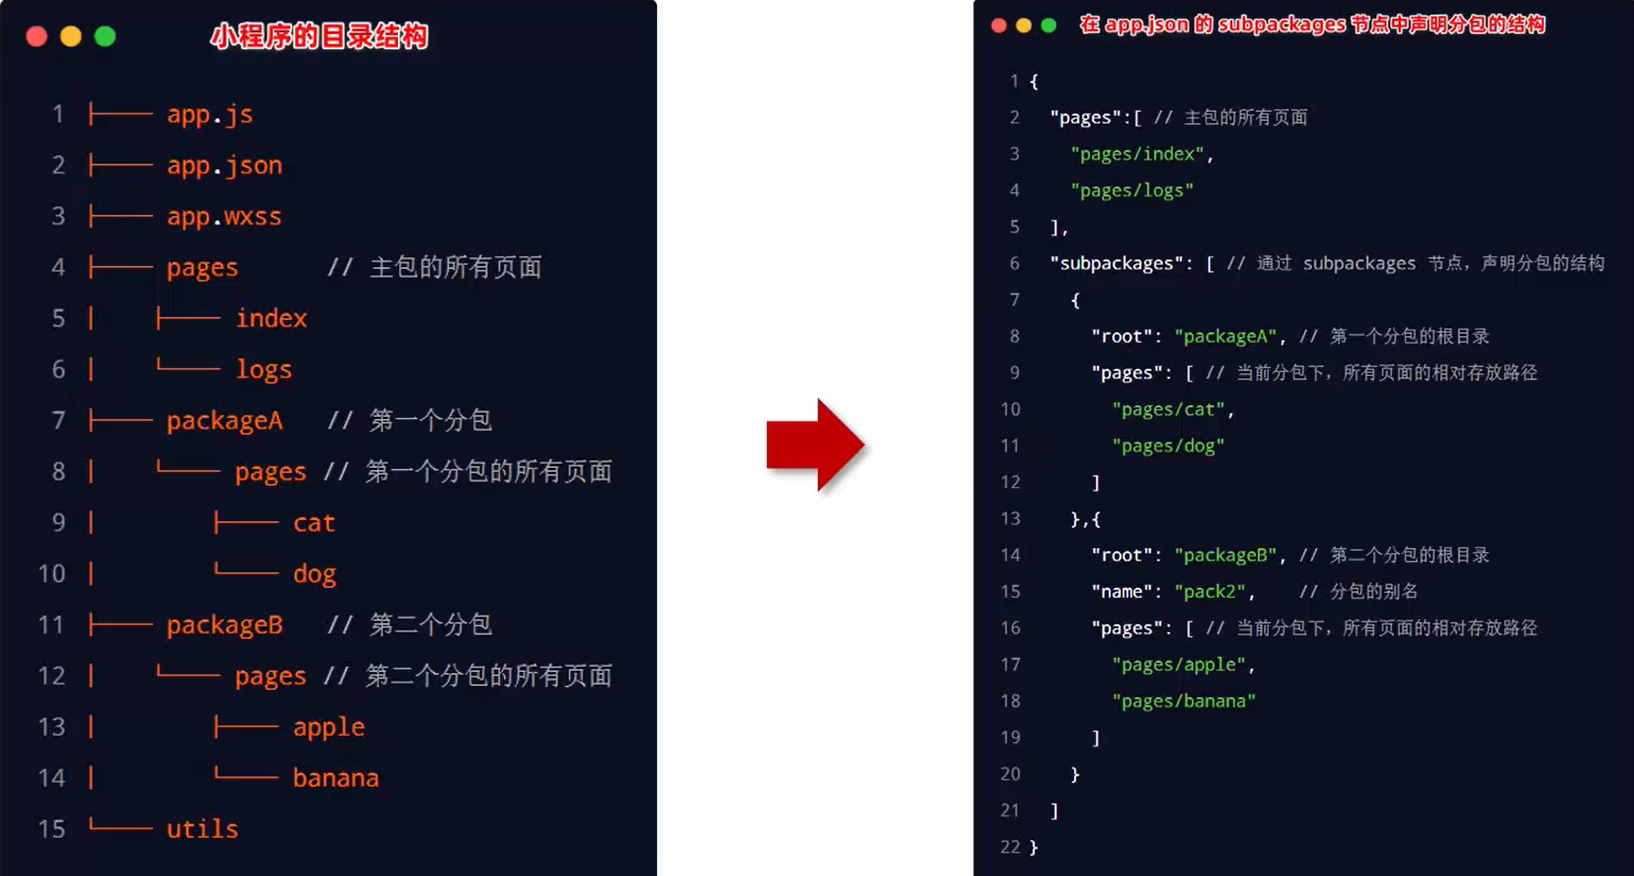 小程序的目录结构
1 ├── app.js
2 ├── app.json
3 ├── app.wxss
4 ├── pages // 主包的所有页面
5 │ ├── index
6 │ └── logs
7 ├── packageA // 第一个分包
8 │ └── pages // 第一个分包的所有页面
9 │ ├── cat
10 │ └── dog
11 ├── packageB // 第二个分包
12 │ └── pages // 第二个分包的所有页面
13 │ ├── apple
14 │ └── banana
15 └── utils
在 app.json 的 subpackages 节点中声明分包的结构
1 {
2 "pages":[ // 主包的所有页面
3 "pages/index",
4 "pages/logs"
5 ],
6 "subpackages": [ // 通过 subpackages 节点，声明分包的结构
7 {
8 "root": "packageA", // 第一个分包的根目录
9 "pages": [ // 当前分包下，所有页面的相对存放路径
10 "pages/cat",
11 "pages/dog"
12 ]
13 },{
14 "root": "packageB", // 第二个分包的根目录
15 "name": "pack2", // 分包的别名
16 "pages": [ // 当前分包下，所有页面的相对存放路径
17 "pages/apple",
18 "pages/banana"
19 ]
20 }
21 ]
22 }